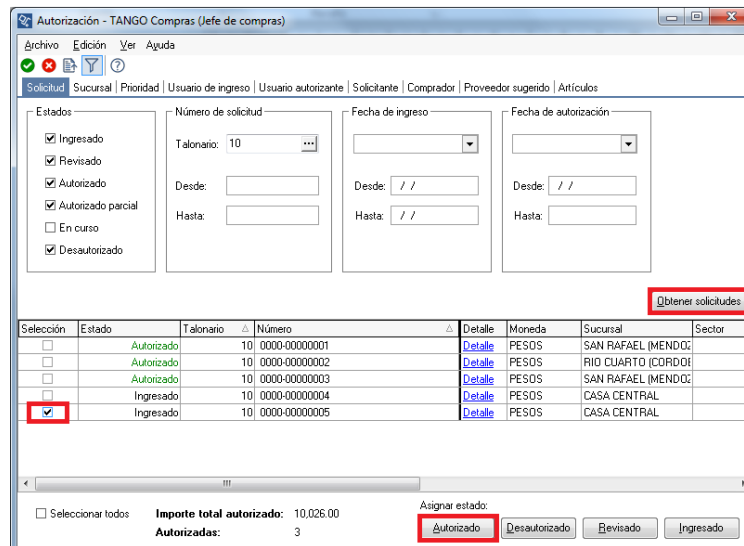 Autorización - TANGO Compras (Jefe de compras)
Archivo Edición Ver Ayuda
Solicitud Sucursal Prioridad Usuario de ingreso Usuario autorizante Solicitante Comprador Proveedor sugerido Artículos
Estados Número de solicitud Fecha de ingreso Fecha de autorización
Ingresado Talonario: 10 ...
Revisado
Autorizado Desde: Desde: / / Desde: / /
Autorizado parcial Hasta: Hasta: / / Hasta:
En curso
Desautorizado
Obtener solicitudes
Selección Estado Talonario Número Detalle Moneda Sucursal Sector
Autorizado 10 0000-00000001 Detalle PESOS SAN RAFAEL (MENDOZ
Autorizado 10 0000-00000002 Detalle PESOS RIO CUARTO (CORDOB
Autorizado 10 0000-00000003 Detalle PESOS SAN RAFAEL (MENDOZ
Ingresado 10 0000-00000004 Detalle PESOS CASA CENTRAL
Ingresado 10 0000-00000005 Detalle PESOS CASA CENTRAL
Seleccionar todos Importe total autorizado: 10,026.00 Asignar estado:
Autorizadas: 3 Autorizado Desautorizado Revisado Ingresado